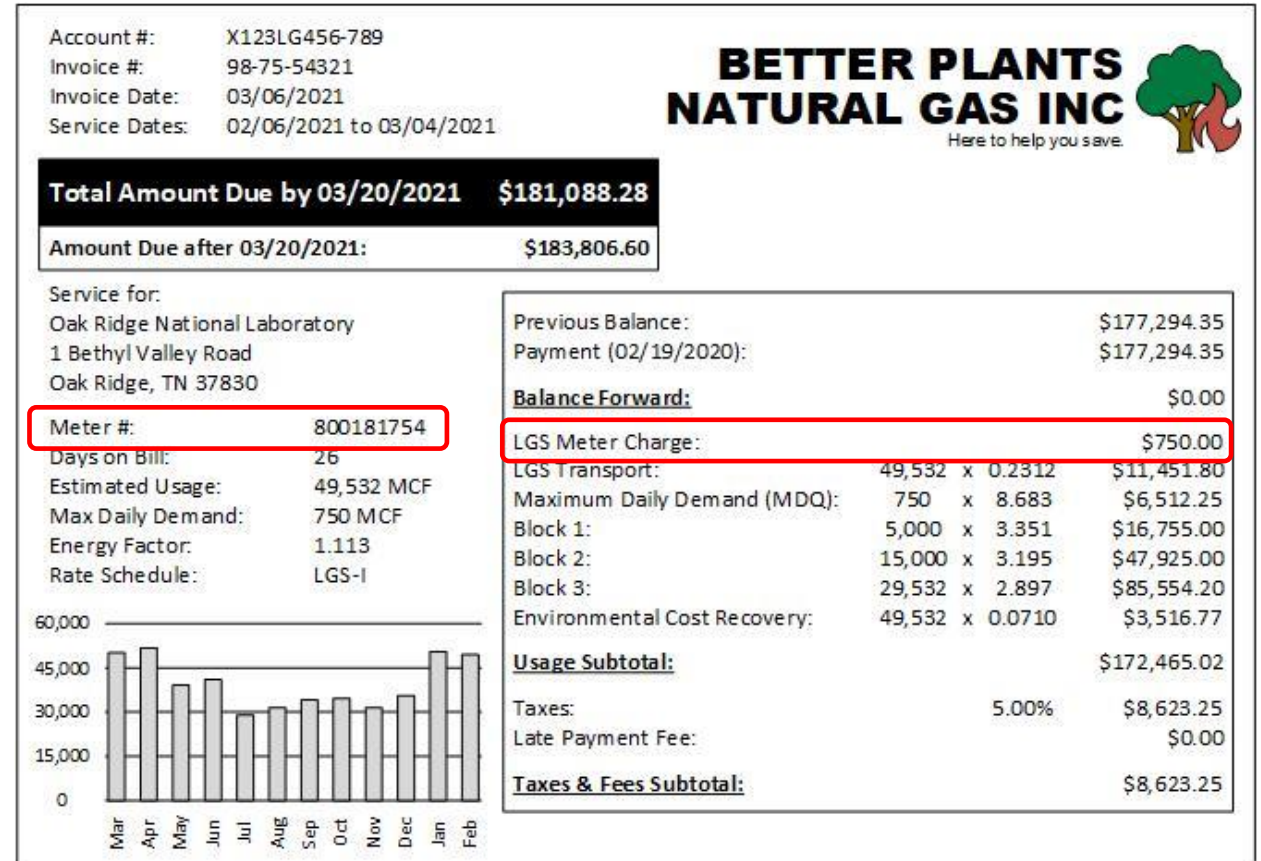 Account #: X123LG456-789
Invoice #: 98-75-54321
Invoice Date: 03/06/2021
Service Dates: 02/06/2021 to 03/04/2021
BETTER PLANTS
NATURAL GAS INC
Here to help you save.
Total Amount Due by 03/20/2021 $181,088.28
Amount Due after 03/20/2021: $183,806.60
Service for:
Oak Ridge National Laboratory
1 Bethyl Valley Road
Oak Ridge, TN 37830
Meter #: 800181754
Days on Bill: 26
Estimated Usage: 49,532 MCF
Max Daily Demand: 750 MCF
Energy Factor: 1.113
Rate Schedule: LGS-I
Previous Balance: $177,294.35
Payment (02/19/2020): $177,294.35
Balance Forward: $0.00
LGS Meter Charge: $750.00
LGS Transport: 49,532 x 0.2312 $11,451.80
Maximum Daily Demand (MDQ): 750 x 8.683 $6,512.25
Block 1: 5,000 x 3.351 $16,755.00
Block 2: 15,000 x 3.195 $47,925.00
Block 3: 29,532 x 2.897 $85,554.20
Environmental Cost Recovery: 49,532 x 0.0710 $3,516.77
Usage Subtotal: $172,465.02
Taxes: 5.00% $8,623.25
Late Payment Fee: $0.00
Taxes & Fees Subtotal: $8,623.25
60,000
45,000
30,000
15,000
0
Mar Apr May Jun Jul Aug Sep Oct Nov Dec Jan Feb